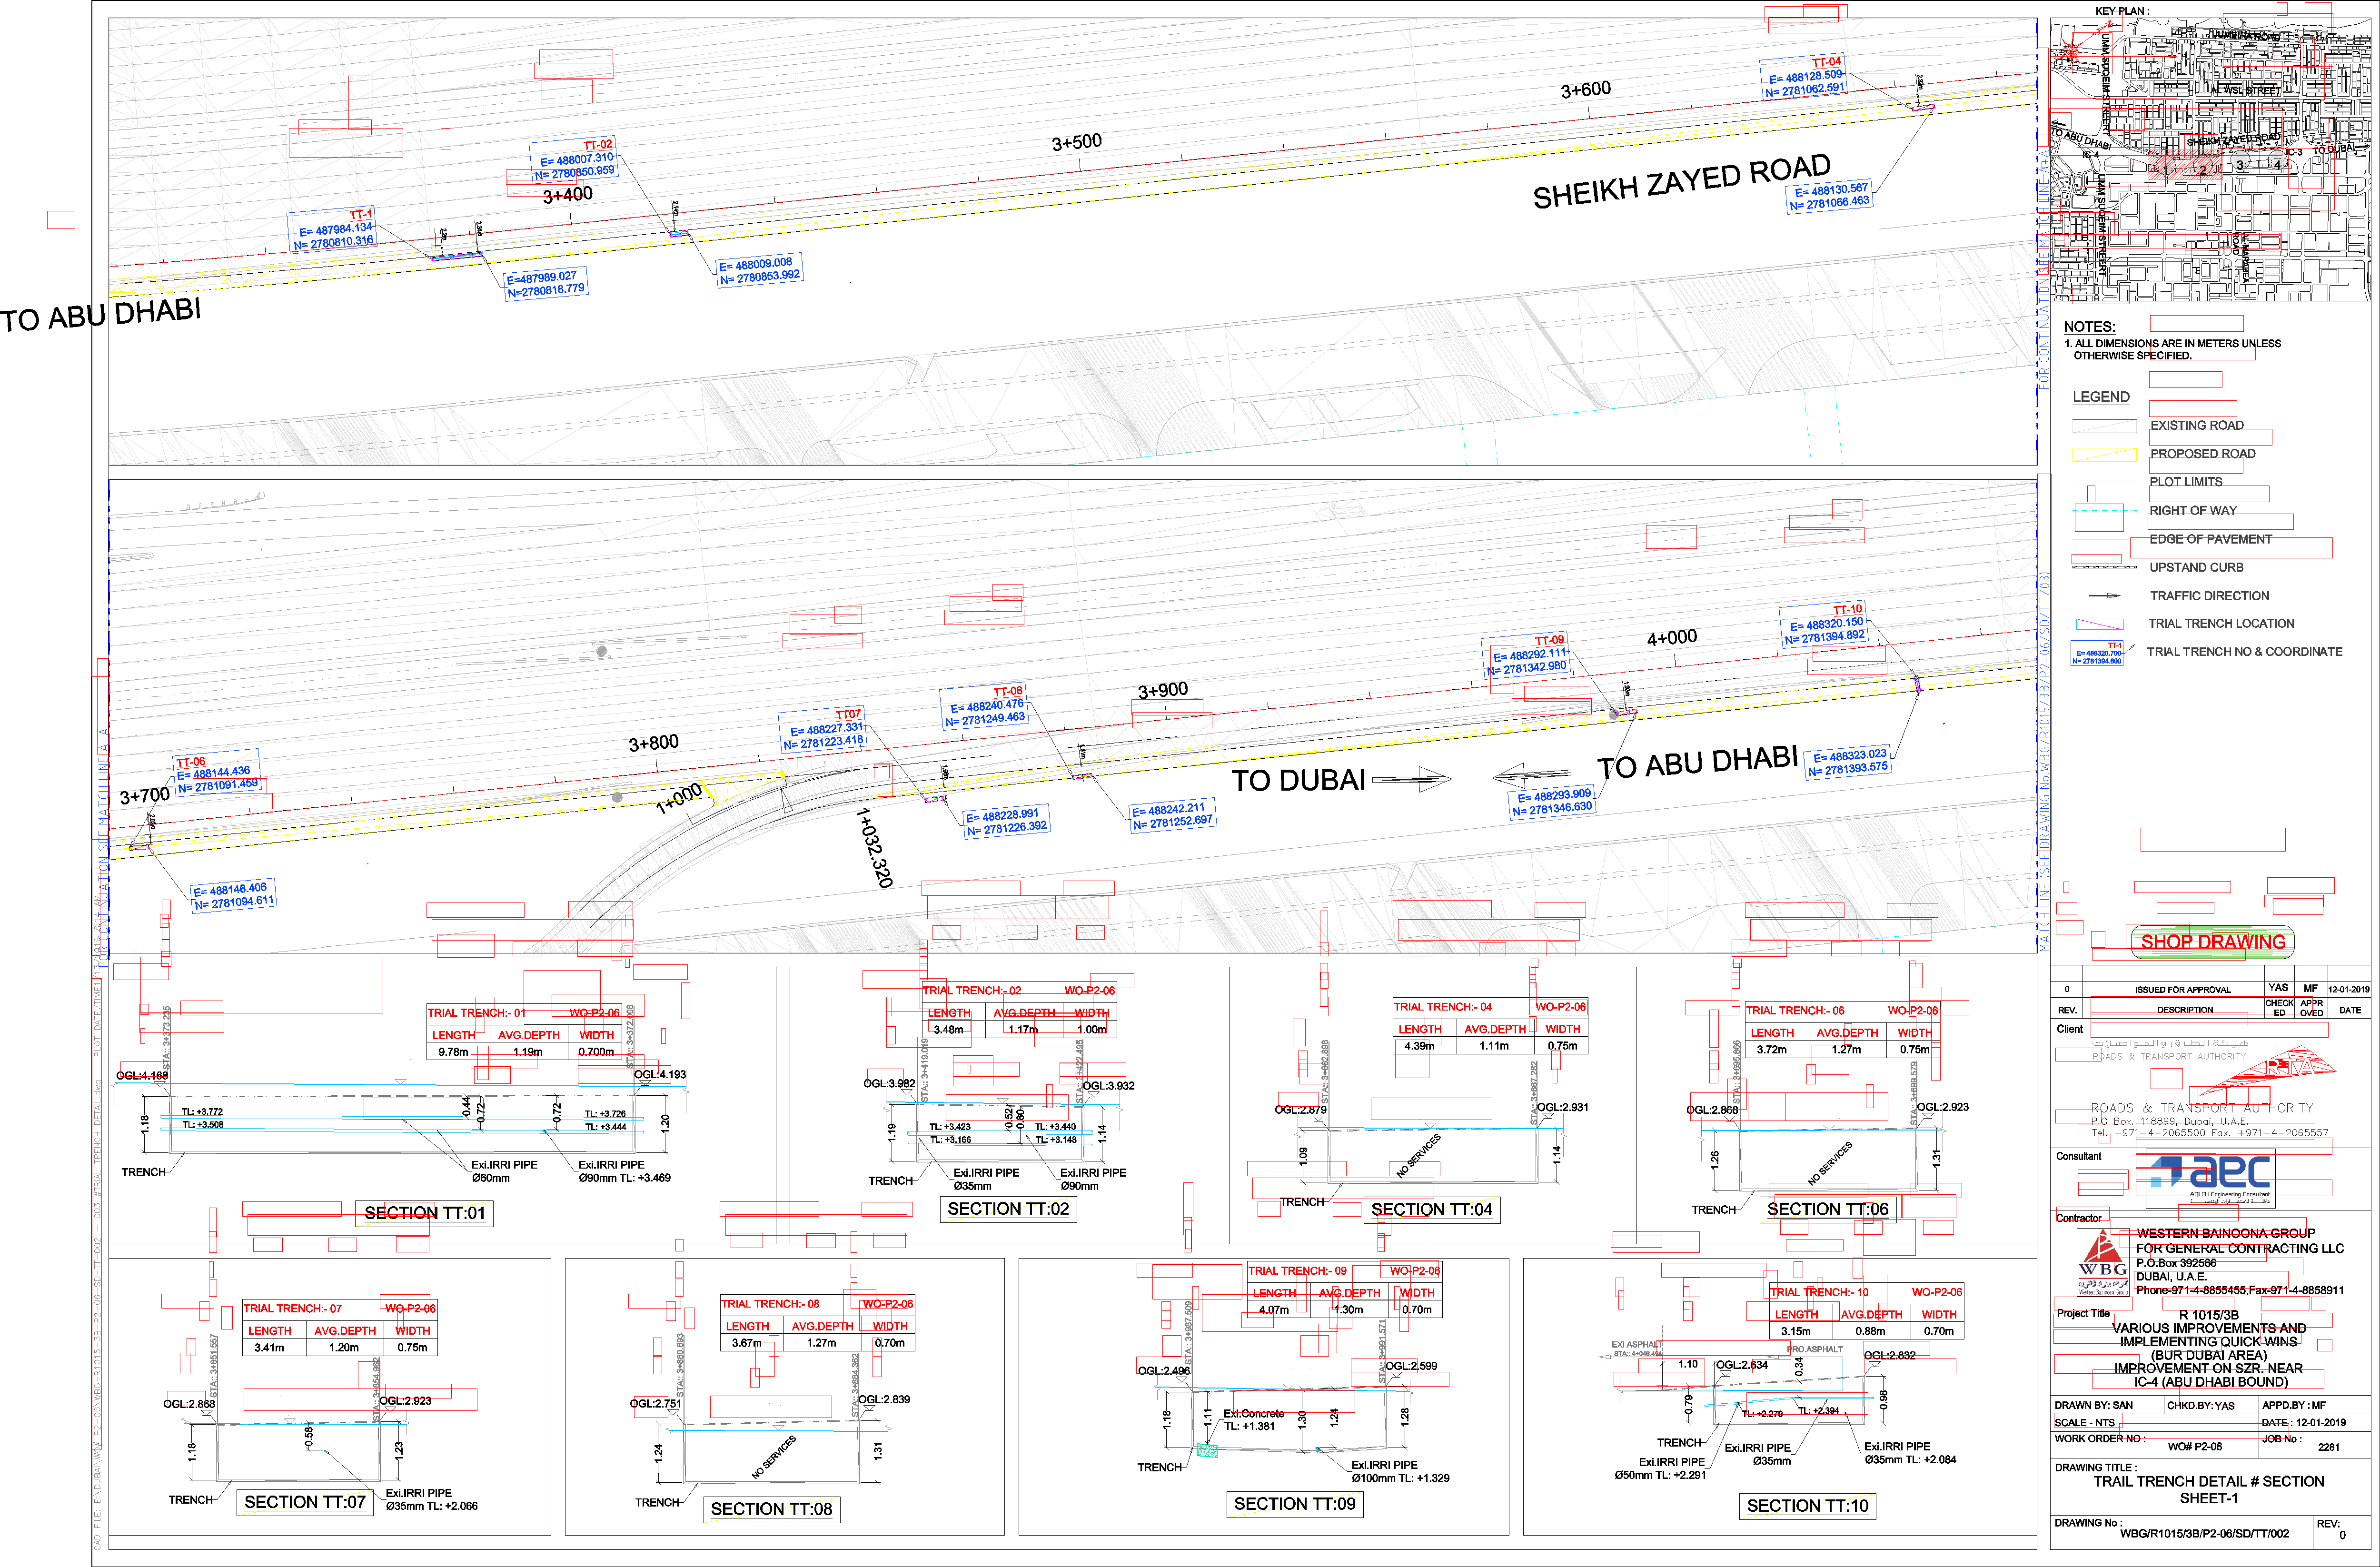 KEY PLAN :
JUMEIRA ROAD
UMM SUQEIM STREERT
AL WSL STREET
TO ABU DHABI
SHEIKH ZAYED ROAD
IC-4
IC-3
TO DUBAI
1
2
3
4
UMM SUQEIM STREERT
AL MARABEA
ROAD
TT-04
E= 488128.509
N= 2781062.591
2.32m
3+600
3+500
TT-02
E= 488007.310
N= 2780850.959
3+400
2.14m
SHEIKH ZAYED ROAD
E= 488130.567
N= 2781066.463
TT-1
E= 487984.134
N= 2780810.316
E=487989.027
N=2780818.779
E= 488009.008
N= 2780853.992
TO ABU DHABI
NOTES:
1. ALL DIMENSIONS ARE IN METERS UNLESS
OTHERWISE SPECIFIED.
LEGEND
EXISTING ROAD
PROPOSED ROAD
PLOT LIMITS
RIGHT OF WAY
EDGE OF PAVEMENT
UPSTAND CURB
TRAFFIC DIRECTION
TRIAL TRENCH LOCATION
TT-1
E= 488320.700
N= 2781394.800
TRIAL TRENCH NO & COORDINATE
MATCH LINE (SEE DRAWING No.WBG/R1015/3B/P2-06/SD/TT/03)
FOR CONTINUATION SEE MATCH LINE A-A
TT-10
E= 488320.150
N= 2781394.892
TT-09
E= 488292.111
N= 2781342.980
4+000
TT-08
E= 488240.476
N= 2781249.463
3+900
TT07
E= 488227.331
N= 2781223.418
3+800
TT-06
E= 488144.436
N= 2781091.459
3+700
1+000
1+032.320
TO DUBAI
TO ABU DHABI
E= 488323.023
N= 2781393.575
E= 488293.909
N= 2781346.630
E= 488242.211
N= 2781252.697
E= 488228.991
N= 2781226.392
E= 488146.406
N= 2781094.611
TRIAL TRENCH:- 01 WO-P2-06
LENGTH AVG.DEPTH WIDTH
9.78m 1.19m 0.700m
STA:: 3+373.235
STA:: 3+372.008
OGL:4.168
OGL:4.193
TL: +3.772
TL: +3.508
0.44
0.72
0.72
TL: +3.726
TL: +3.444
1.18
1.20
TRENCH
Exi.IRRI PIPE
Ø60mm
Exi.IRRI PIPE
Ø90mm TL: +3.469
SECTION TT:01
TRIAL TRENCH:- 02 WO-P2-06
LENGTH AVG.DEPTH WIDTH
3.48m 1.17m 1.00m
STA:: 3+419.019
STA:: 3+422.495
OGL:3.982
OGL:3.932
TL: +3.423
TL: +3.166
0.52
0.80
TL: +3.440
TL: +3.148
1.19
1.14
TRENCH
Exi.IRRI PIPE
Ø35mm
Exi.IRRI PIPE
Ø90mm
SECTION TT:02
TRIAL TRENCH:- 04 WO-P2-06
LENGTH AVG.DEPTH WIDTH
4.39m 1.11m 0.75m
STA:: 3+662.898
STA:: 3+667.282
OGL:2.879
OGL:2.931
1.09
NO SERVICES
1.14
TRENCH
SECTION TT:04
TRIAL TRENCH:- 06 WO-P2-06
LENGTH AVG.DEPTH WIDTH
3.72m 1.27m 0.75m
STA:: 3+695.866
STA:: 3+699.579
OGL:2.868
OGL:2.923
1.26
NO SERVICES
1.31
TRENCH
SECTION TT:06
TRIAL TRENCH:- 07 WO-P2-06
LENGTH AVG.DEPTH WIDTH
3.41m 1.20m 0.75m
STA:: 3+851.557
STA:: 3+854.962
OGL:2.868
OGL:2.923
1.18
0.58
1.23
TRENCH
Exi.IRRI PIPE
Ø35mm TL: +2.066
SECTION TT:07
TRIAL TRENCH:- 08 WO-P2-06
LENGTH AVG.DEPTH WIDTH
3.67m 1.27m 0.70m
STA:: 3+880.693
STA:: 3+884.362
OGL:2.751
OGL:2.839
1.24
NO SERVICES
1.31
TRENCH
SECTION TT:08
TRIAL TRENCH:- 09 WO-P2-06
LENGTH AVG.DEPTH WIDTH
4.07m 1.30m 0.70m
STA:: 3+987.509
STA:: 3+991.571
OGL:2.496
OGL:2.599
1.18
1.11
Exi.Concrete
TL: +1.381
1.30
1.24
1.28
TRENCH
Exi.IRRI PIPE
Ø100mm TL: +1.329
SECTION TT:09
TRIAL TRENCH:- 10 WO-P2-06
LENGTH AVG.DEPTH WIDTH
3.15m 0.88m 0.70m
EXI ASPHALT
STA:: 4+046.494
PRO.ASPHALT
1.10
OGL:2.634
0.34
OGL:2.832
0.79
TL: +2.279
TL: +2.394
0.98
TRENCH
Exi.IRRI PIPE
Ø50mm TL: +2.291
Exi.IRRI PIPE
Ø35mm
Exi.IRRI PIPE
Ø35mm TL: +2.084
SECTION TT:10
SHOP DRAWING
0 ISSUED FOR APPROVAL YAS MF 12-01-2019
REV. DESCRIPTION CHECKED APPROVED DATE
Client
هيئة الطرق والمواصلات
ROADS & TRANSPORT AUTHORITY
RTA
ROADS & TRANSPORT AUTHORITY
P.O Box. 118899, Dubai, U.A.E.
Tel. +971-4-2065500 Fax. +971-4-2065557
Consultant
aec
Contractor
WBG
WESTERN BAINOONA GROUP
FOR GENERAL CONTRACTING LLC
P.O.Box 392566
DUBAI, U.A.E.
Phone-971-4-8855455,Fax-971-4-8858911
Project Title
R 1015/3B
VARIOUS IMPROVEMENTS AND
IMPLEMENTING QUICK WINS
(BUR DUBAI AREA)
IMPROVEMENT ON SZR. NEAR
IC-4 (ABU DHABI BOUND)
DRAWN BY: SAN CHKD.BY: YAS APPD.BY : MF
SCALE - NTS DATE : 12-01-2019
WORK ORDER NO : WO# P2-06 JOB No : 2281
DRAWING TITLE :
TRAIL TRENCH DETAIL # SECTION
SHEET-1
DRAWING No : WBG/R1015/3B/P2-06/SD/TT/002
REV: 0